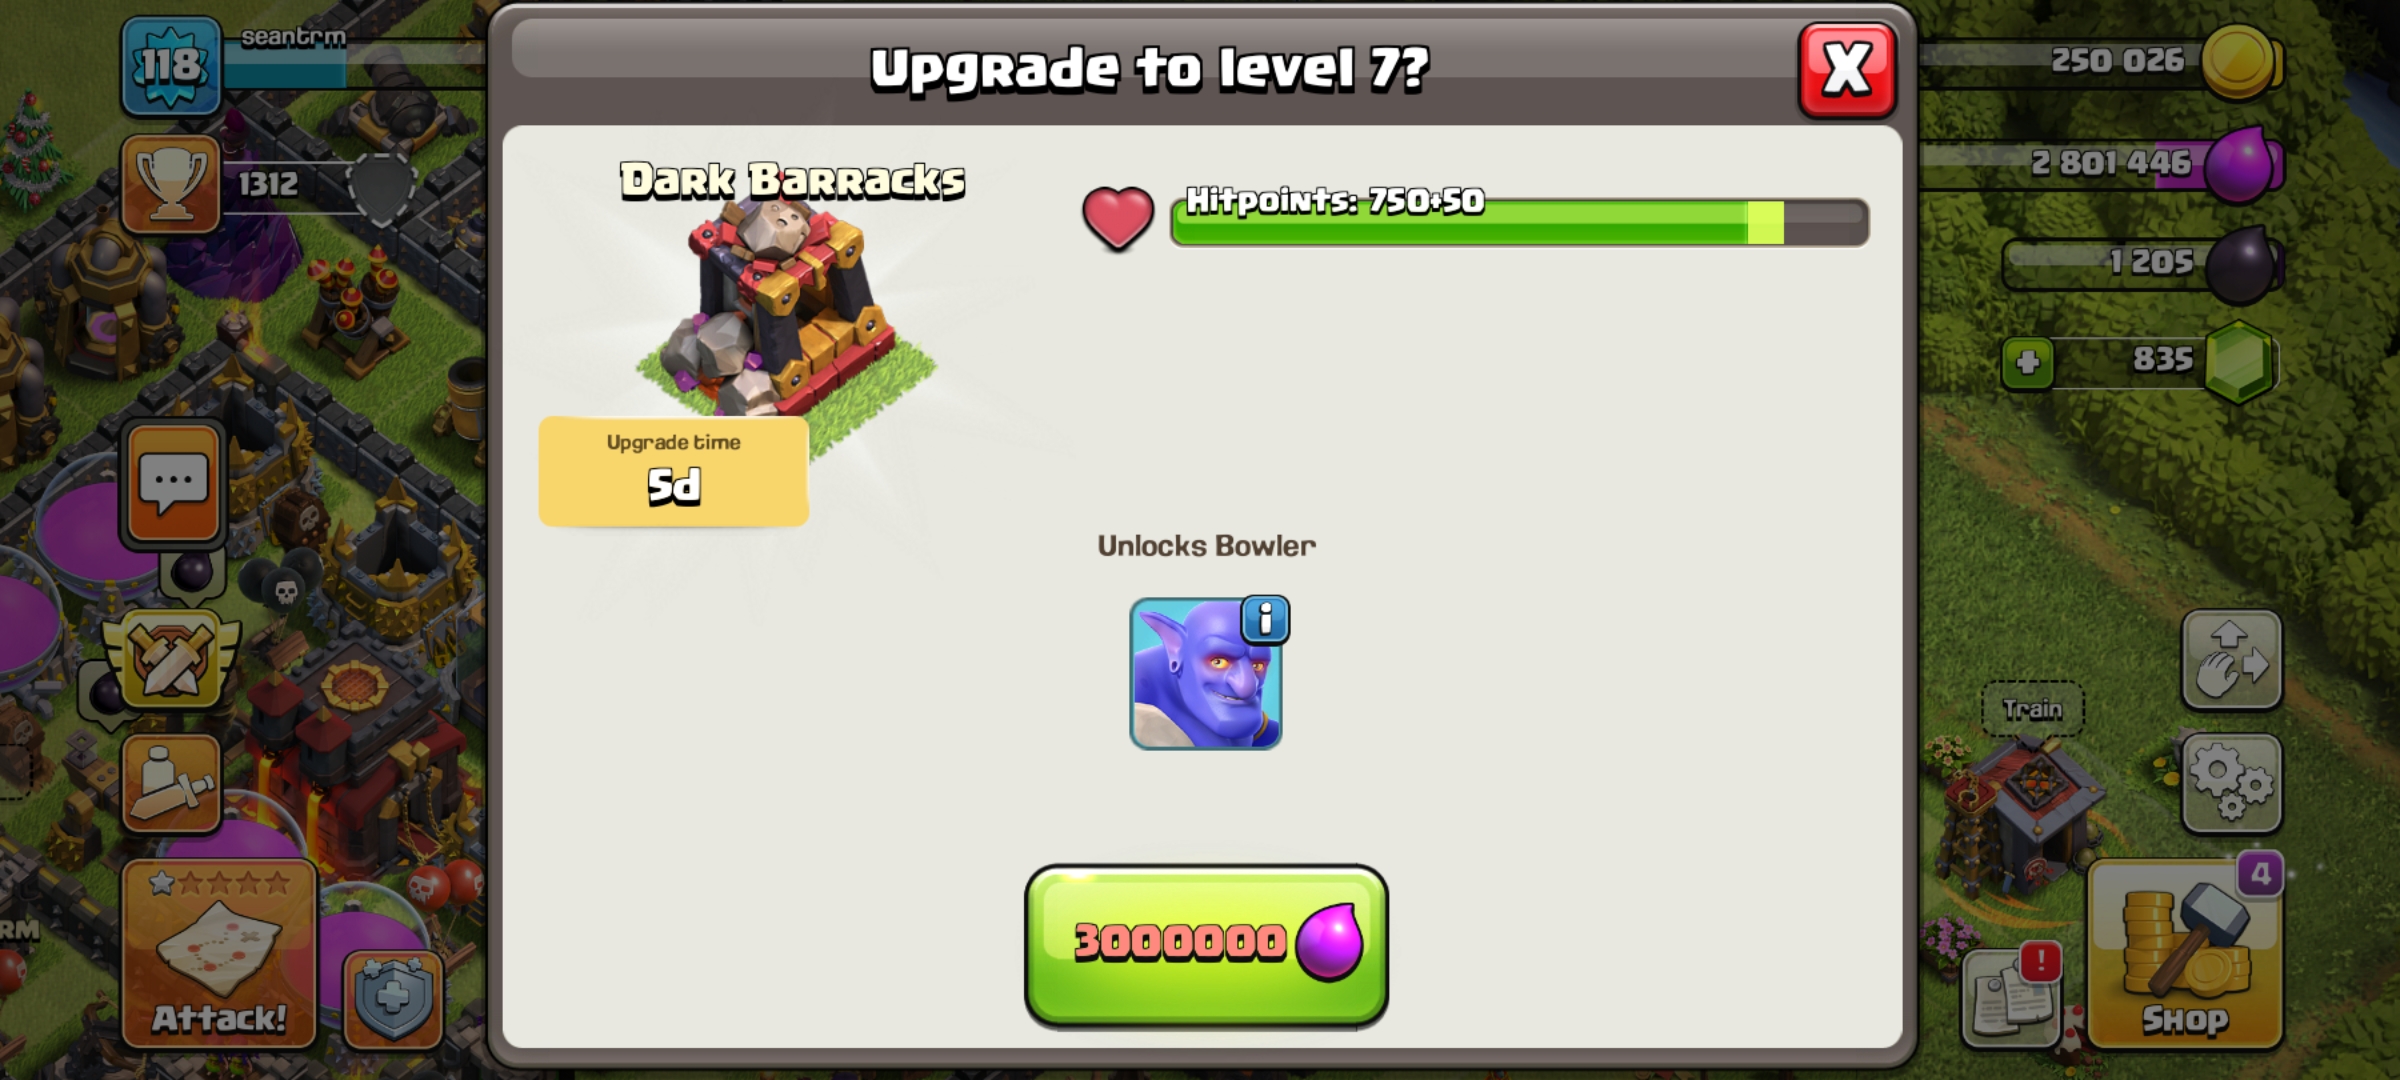 118
seantrm
1312
Upgrade to level 7?
X
250 026
2 801 446
1 205
835
Dark Barracks
Hitpoints: 750+50
Upgrade time
5d
Unlocks Bowler
i
3000000
Train
4
!
Attack!
Shop
RM